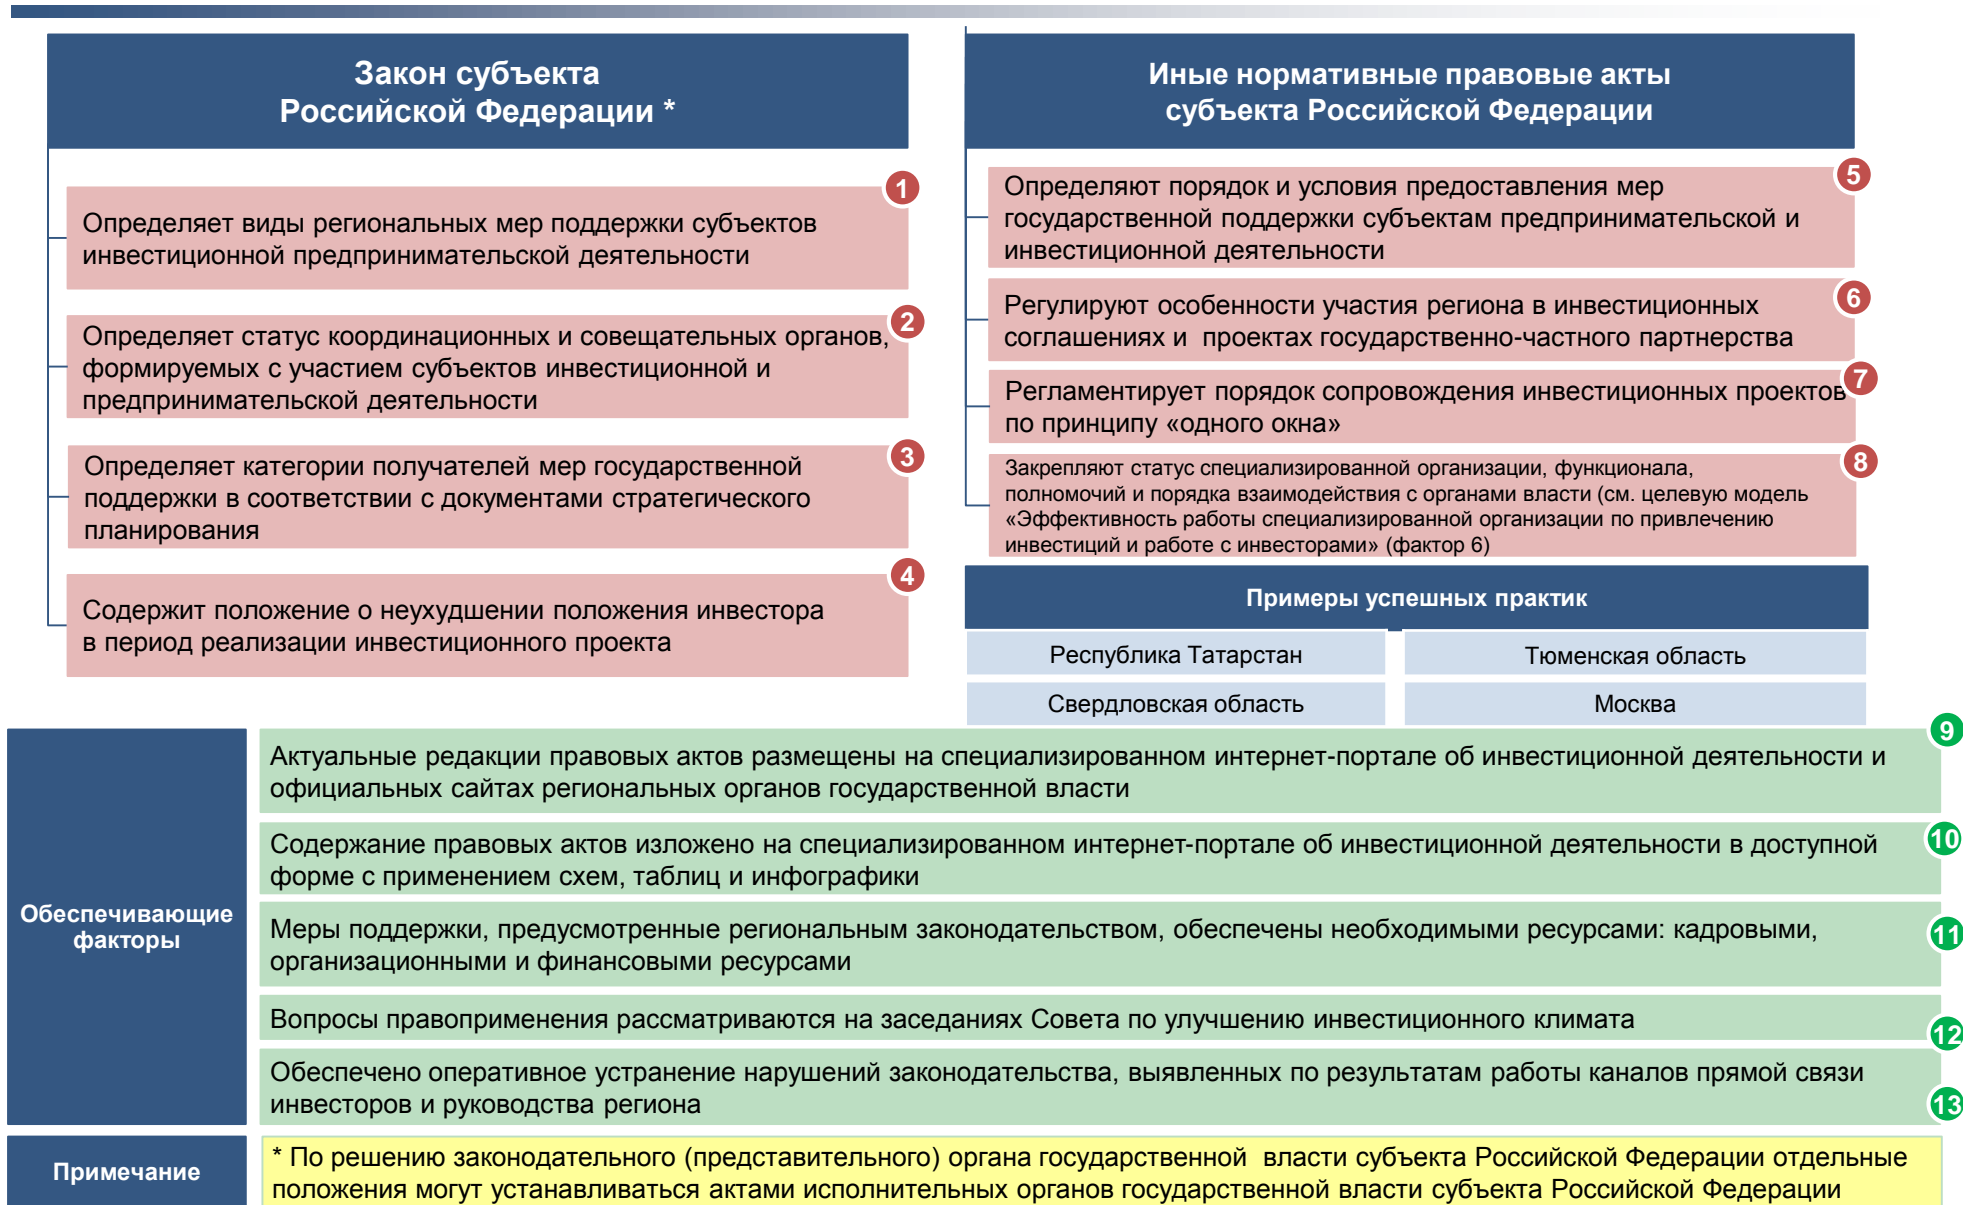 Закон субъекта
Российской Федерации *
1
Определяет виды региональных мер поддержки субъектов
инвестиционной предпринимательской деятельности
2
Определяет статус координационных и совещательных органов,
формируемых с участием субъектов инвестиционной и
предпринимательской деятельности
3
Определяет категории получателей мер государственной
поддержки в соответствии с документами стратегического
планирования
4
Содержит положение о неухудшении положения инвестора
в период реализации инвестиционного проекта
Иные нормативные правовые акты
субъекта Российской Федерации
5
Определяют порядок и условия предоставления мер
государственной поддержки субъектам предпринимательской и
инвестиционной деятельности
6
Регулируют особенности участия региона в инвестиционных
соглашениях и  проектах государственно-частного партнерства
7
Регламентирует порядок сопровождения инвестиционных проектов
по принципу «одного окна»
8
Закрепляют статус специализированной организации, функционала,
полномочий и порядка взаимодействия с органами власти (см. целевую модель
«Эффективность работы специализированной организации по привлечению
инвестиций и работе с инвесторами» (фактор 6)
Примеры успешных практик
Республика Татарстан
Тюменская область
Свердловская область
Москва
Обеспечивающие
факторы
9
Актуальные редакции правовых актов размещены на специализированном интернет-портале об инвестиционной деятельности и
официальных сайтах региональных органов государственной власти
10
Содержание правовых актов изложено на специализированном интернет-портале об инвестиционной деятельности в доступной
форме с применением схем, таблиц и инфографики
11
Меры поддержки, предусмотренные региональным законодательством, обеспечены необходимыми ресурсами: кадровыми,
организационными и финансовыми ресурсами
Вопросы правоприменения рассматриваются на заседаниях Совета по улучшению инвестиционного климата
12
Обеспечено оперативное устранение нарушений законодательства, выявленных по результатам работы каналов прямой связи
инвесторов и руководства региона
13
Примечание
* По решению законодательного (представительного) органа государственной  власти субъекта Российской Федерации отдельные
положения могут устанавливаться актами исполнительных органов государственной власти субъекта Российской Федерации